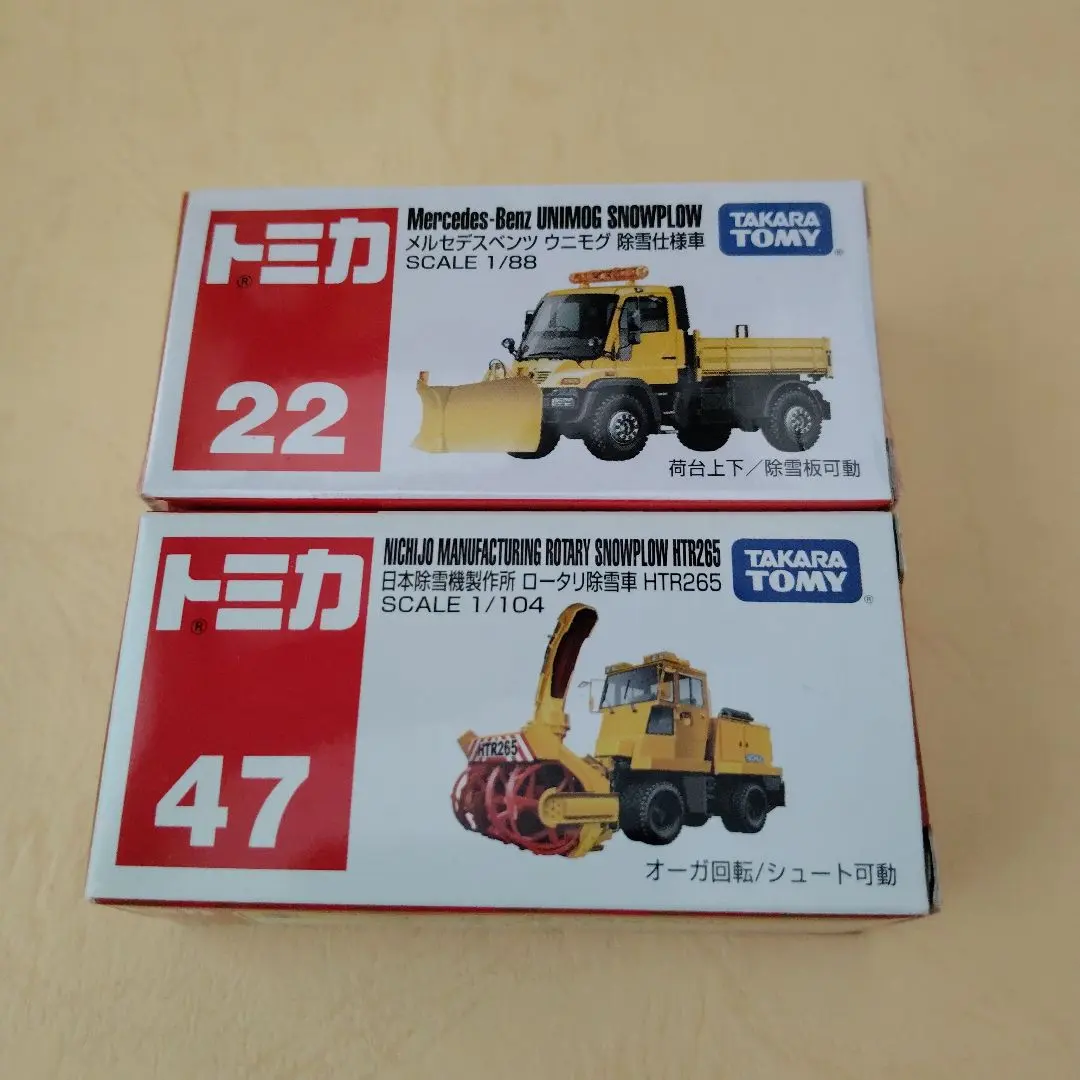 トミカ®
22
Mercedes-Benz UNIMOG SNOWPLOW
メルセデスベンツ ウニモグ 除雪仕様車
SCALE 1/88
TAKARA
TOMY®
荷台上下/除雪板可動
トミカ®
47
NICHIJO MANUFACTURING ROTARY SNOWPLOW HTR265
日本除雪機製作所 ロータリ除雪車 HTR265
SCALE 1/104
TAKARA
TOMY®
HTR265
オーガ回転/シュート可動